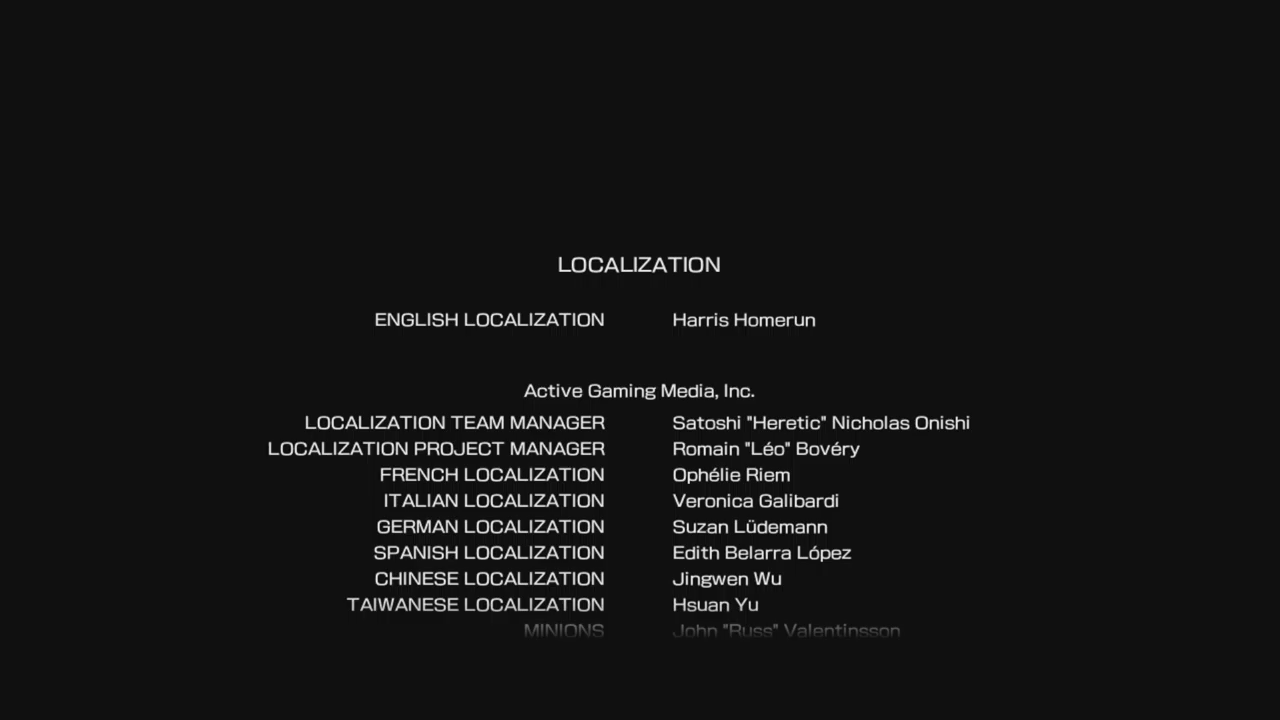 LOCALIZATION
ENGLISH LOCALIZATION Harris Homerun
Active Gaming Media, Inc.
LOCALIZATION TEAM MANAGER Satoshi "Heretic" Nicholas Onishi
LOCALIZATION PROJECT MANAGER Romain "Léo" Bovéry
FRENCH LOCALIZATION Ophélie Riem
ITALIAN LOCALIZATION Veronica Galibardi
GERMAN LOCALIZATION Suzan Lüdemann
SPANISH LOCALIZATION Edith Belarra López
CHINESE LOCALIZATION Jingwen Wu
TAIWANESE LOCALIZATION Hsuan Yu
MINIONS John "Russ" Valentinsson